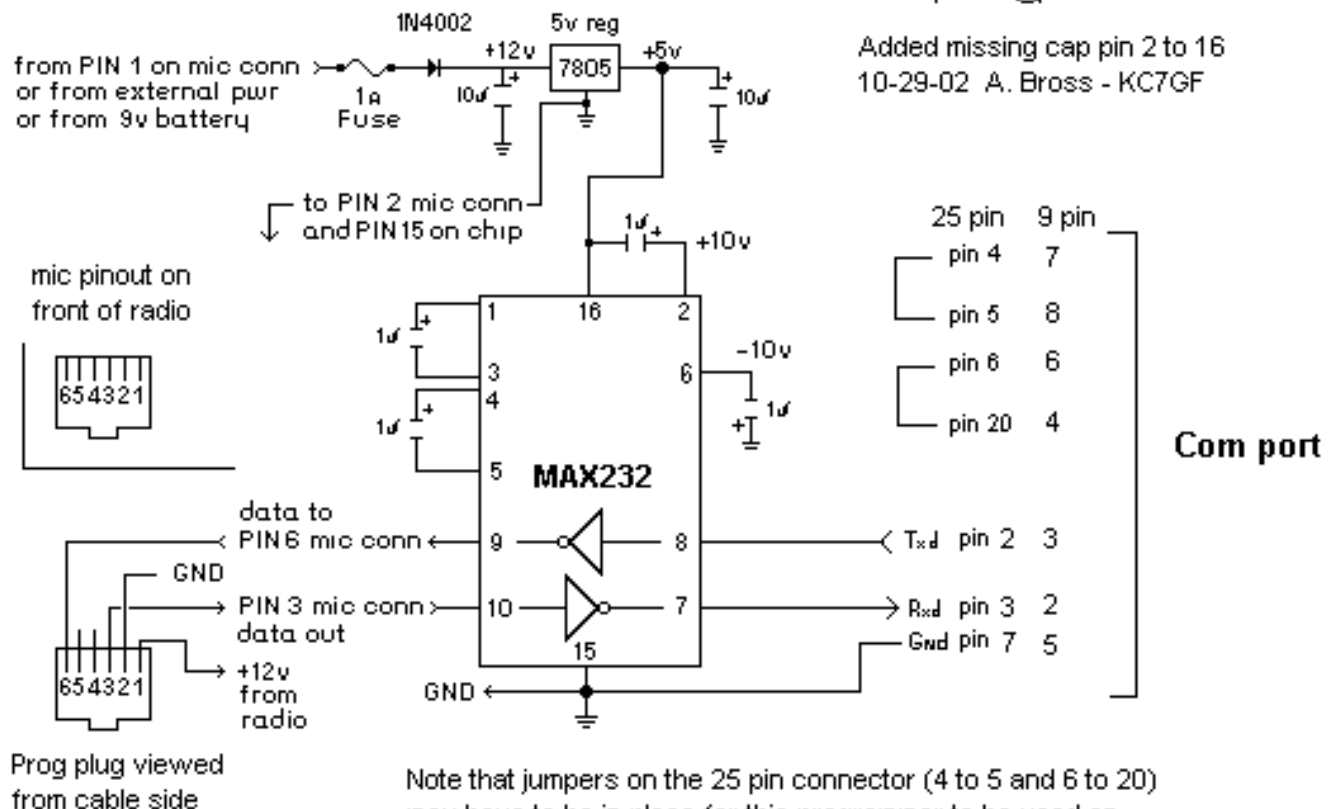 1N4002
5v reg
Added missing cap pin 2 to 16
10-29-02 A. Bross - KC7GF
from PIN 1 on mic conn
or from external pwr
or from 9v battery
1A
Fuse
+12v
+
10uf
7805
+5v
+
10uf
to PIN 2 mic conn
and PIN 15 on chip
1uf
+
+10v
25 pin 9 pin
pin 4 7
pin 5 8
pin 6 6
pin 20 4
Com port
mic pinout on
front of radio
654321
1
16
2
1uf
+
3
4
1uf
+
5
6
-10v
1uf
+
MAX232
data to
PIN 6 mic conn
9
8
Txd pin 2 3
GND
PIN 3 mic conn
data out
10
7
Rxd pin 3 2
Gnd pin 7 5
15
GND
654321
+12v
from
radio
Prog plug viewed
from cable side
Note that jumpers on the 25 pin connector (4 to 5 and 6 to 20)